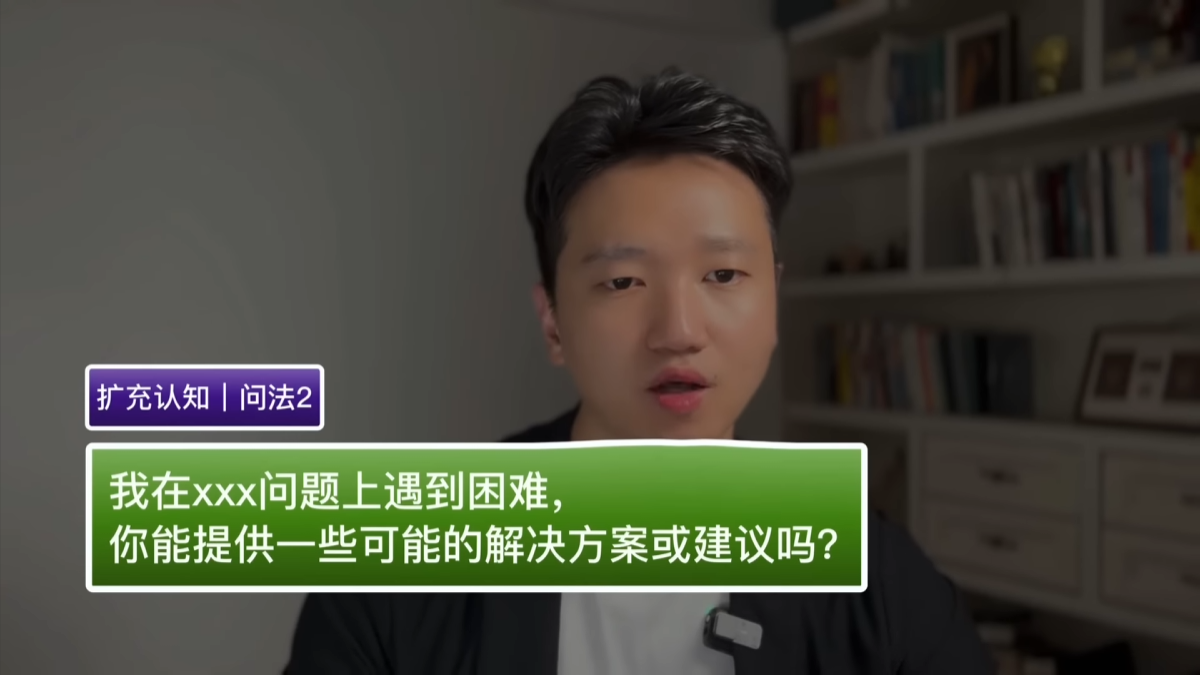 扩充认知｜问法2
我在xxx问题上遇到困难，
你能提供一些可能的解决方案或建议吗？